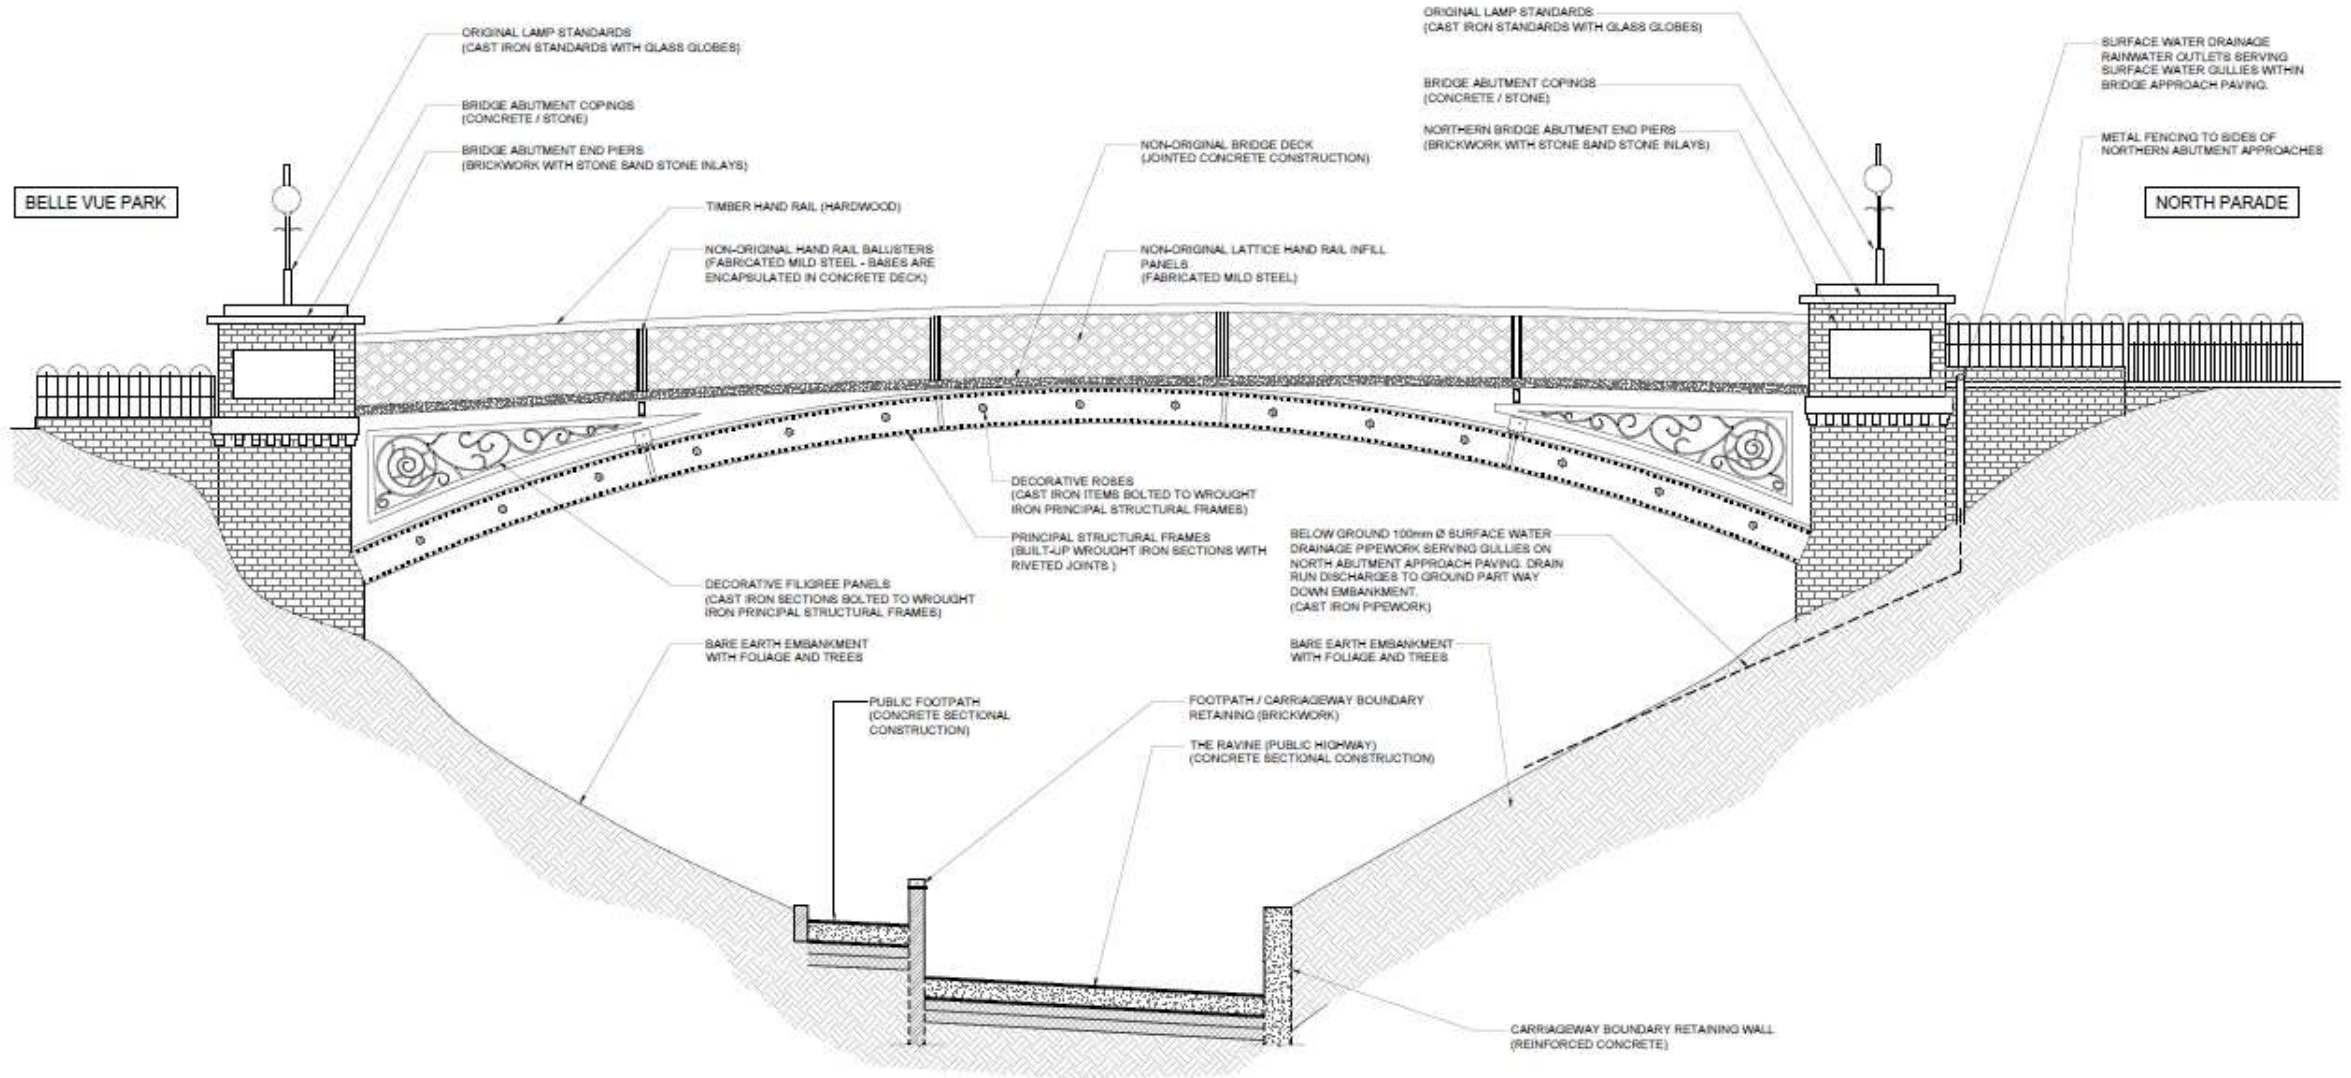 ORIGINAL LAMP STANDARDS
(CAST IRON STANDARDS WITH GLASS GLOBES)
BRIDGE ABUTMENT COPINGS
(CONCRETE / STONE)
BRIDGE ABUTMENT END PIERS
(BRICKWORK WITH STONE SAND STONE INLAYS)
BELLE VUE PARK
TIMBER HAND RAIL (HARDWOOD)
NON-ORIGINAL HAND RAIL BALUSTERS
(FABRICATED MILD STEEL - BASES ARE
ENCAPSULATED IN CONCRETE DECK)
NON-ORIGINAL BRIDGE DECK
(JOINTED CONCRETE CONSTRUCTION)
NON-ORIGINAL LATTICE HAND RAIL INFILL
PANELS
(FABRICATED MILD STEEL)
ORIGINAL LAMP STANDARDS
(CAST IRON STANDARDS WITH GLASS GLOBES)
BRIDGE ABUTMENT COPINGS
(CONCRETE / STONE)
NORTHERN BRIDGE ABUTMENT END PIERS
(BRICKWORK WITH STONE SAND STONE INLAYS)
SURFACE WATER DRAINAGE
RAINWATER OUTLETS SERVING
SURFACE WATER GULLIES WITHIN
BRIDGE APPROACH PAVING.
METAL FENCING TO SIDES OF
NORTHERN ABUTMENT APPROACHES
NORTH PARADE
DECORATIVE ROSES
(CAST IRON ITEMS BOLTED TO WROUGHT
IRON PRINCIPAL STRUCTURAL FRAMES)
PRINCIPAL STRUCTURAL FRAMES
(BUILT-UP WROUGHT IRON SECTIONS WITH
RIVETED JOINTS )
DECORATIVE FILIGREE PANELS
(CAST IRON SECTIONS BOLTED TO WROUGHT
IRON PRINCIPAL STRUCTURAL FRAMES)
BELOW GROUND 100mm Ø SURFACE WATER
DRAINAGE PIPEWORK SERVING GULLIES ON
NORTH ABUTMENT APPROACH PAVING. DRAIN
RUN DISCHARGES TO GROUND PART WAY
DOWN EMBANKMENT.
(CAST IRON PIPEWORK)
BARE EARTH EMBANKMENT
WITH FOLIAGE AND TREES
BARE EARTH EMBANKMENT
WITH FOLIAGE AND TREES
PUBLIC FOOTPATH
(CONCRETE SECTIONAL
CONSTRUCTION)
FOOTPATH / CARRIAGEWAY BOUNDARY
RETAINING (BRICKWORK)
THE RAVINE (PUBLIC HIGHWAY)
(CONCRETE SECTIONAL CONSTRUCTION)
CARRIAGEWAY BOUNDARY RETAINING WALL
(REINFORCED CONCRETE)